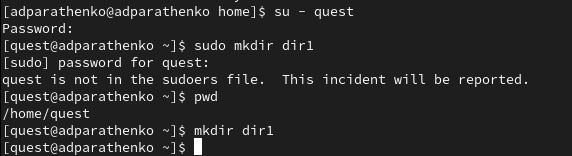 [adparathenko@adparathenko home]$ su - quest
Password:
[quest@adparathenko ~]$ sudo mkdir dir1
[sudo] password for quest:
quest is not in the sudoers file.  This incident will be reported.
[quest@adparathenko ~]$ pwd
/home/quest
[quest@adparathenko ~]$ mkdir dir1
[quest@adparathenko ~]$